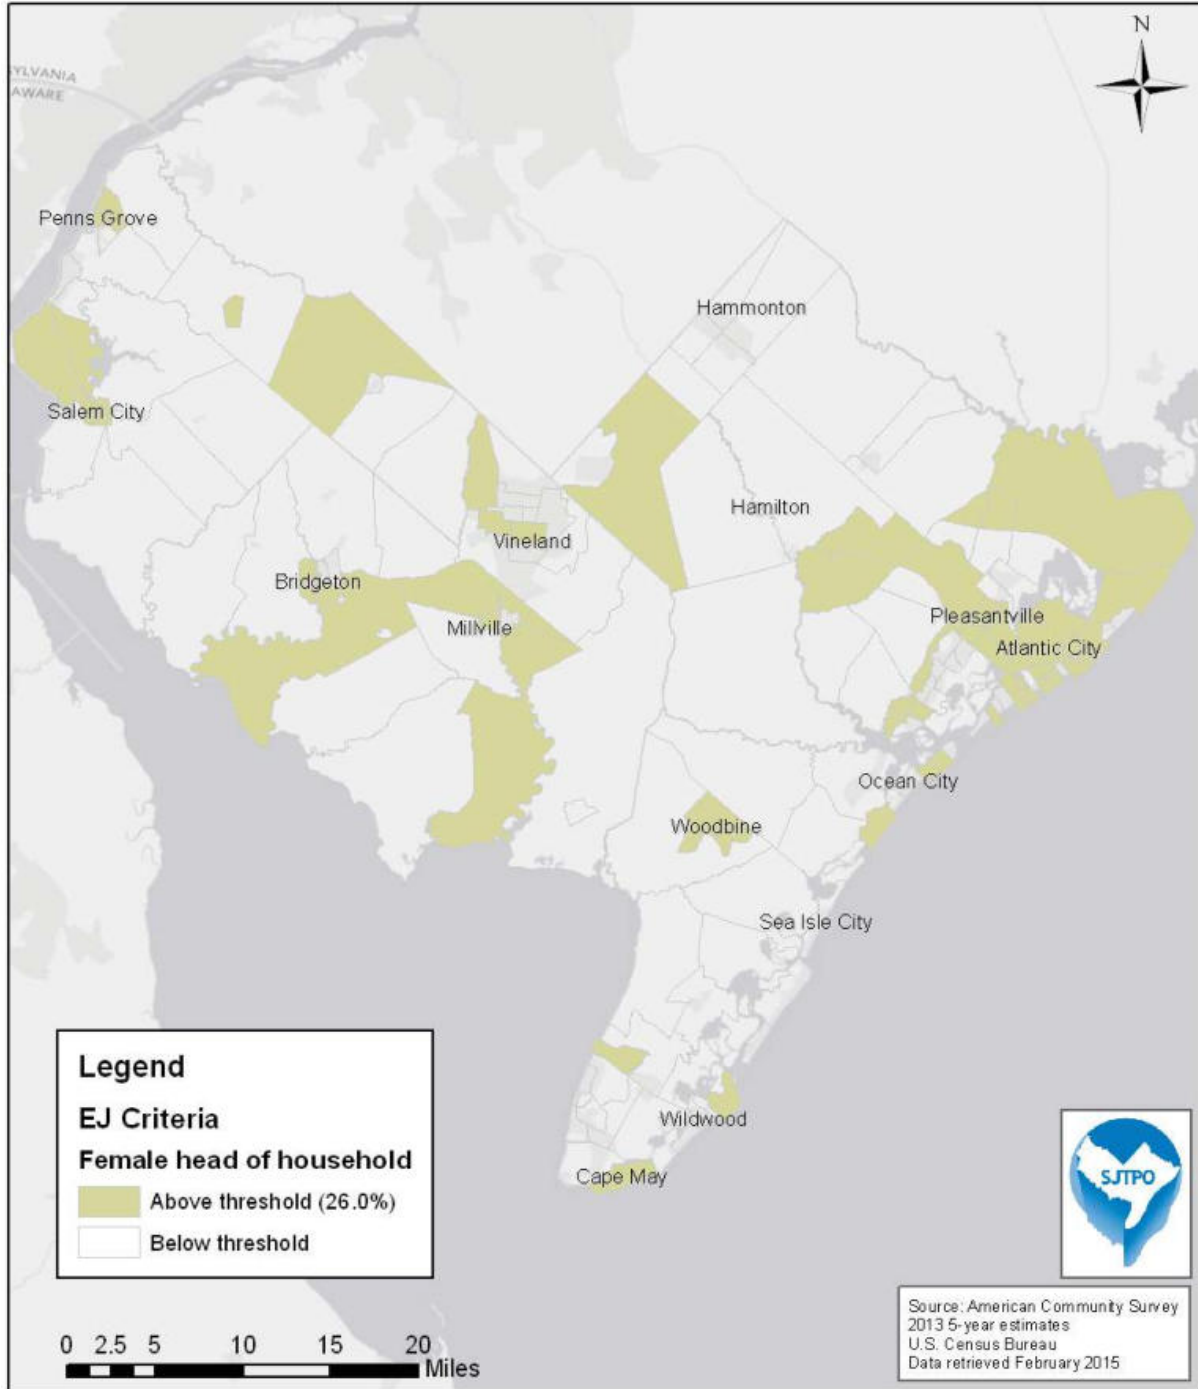 N
SYLVANIA
AWARE
Penns Grove
Hammonton
Salem City
Hamilton
Vineland
Bridgeton
Pleasantville
Millville
Atlantic City
Ocean City
Woodbine
Sea Isle City
Wildwood
Cape May
Legend
EJ Criteria
Female head of household
Above threshold (26.0%)
Below threshold
SJTPO
Source: American Community Survey
2013 5-year estimates
U.S. Census Bureau
Data retrieved February 2015
0 2.5 5 10 15 20
Miles